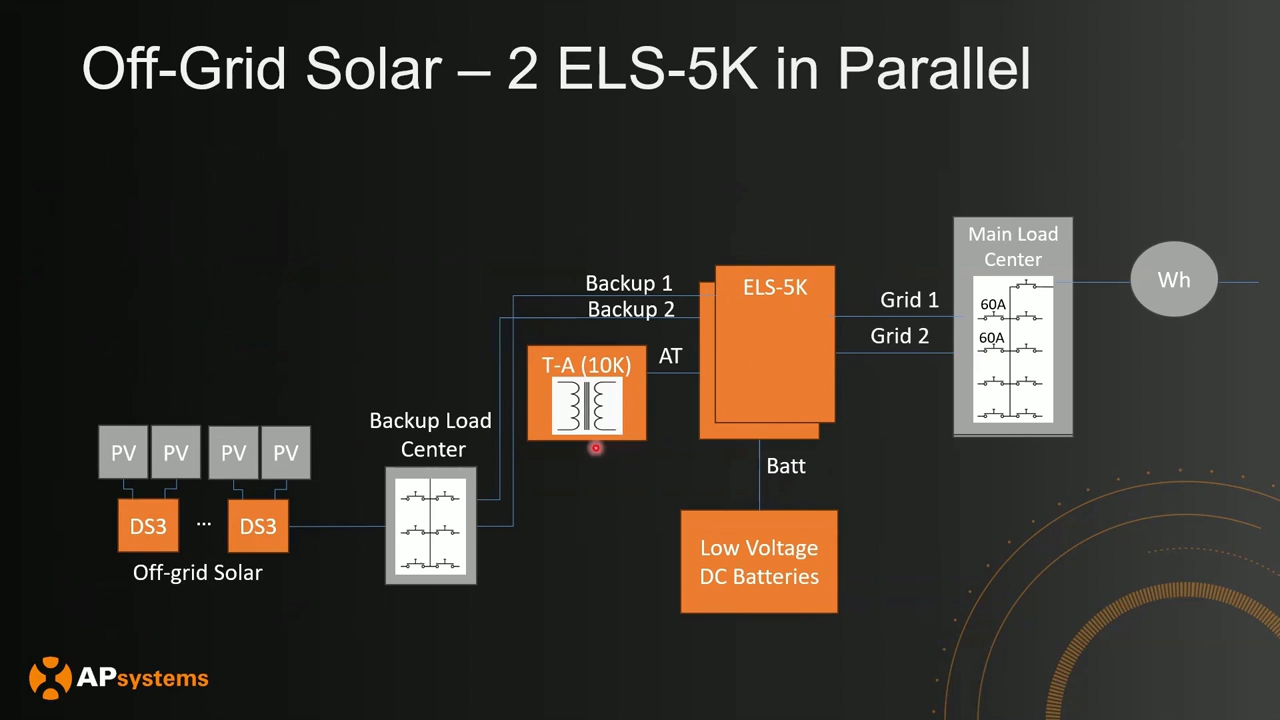 Off-Grid Solar – 2 ELS-5K in Parallel
Main Load
Center
60A
60A
Wh
Backup 1
Backup 2
ELS-5K
Grid 1
Grid 2
T-A (10K)
AT
Backup Load
Center
PV PV PV PV
DS3 ... DS3
Off-grid Solar
Batt
Low Voltage
DC Batteries
APsystems